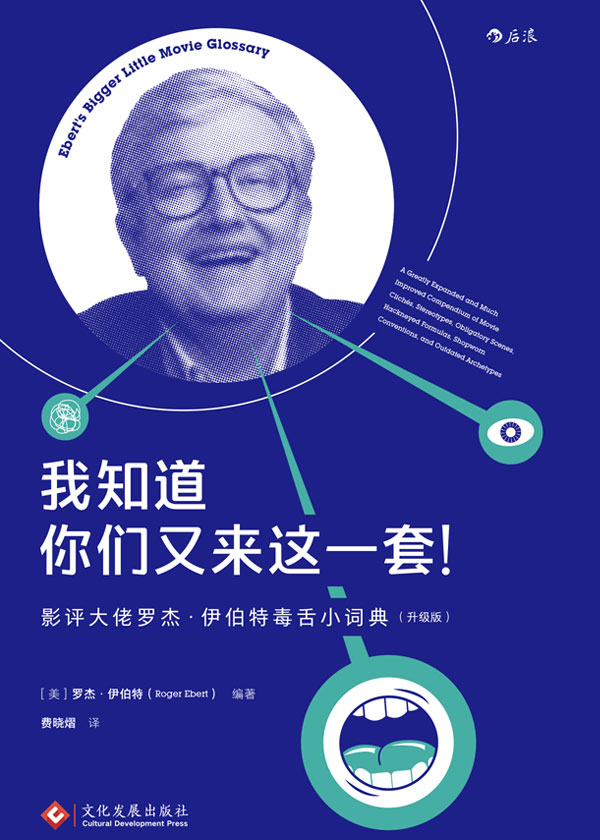 后浪
Ebert's Bigger Little Movie Glossary
A Greatly Expanded and Much
Improved Compendium of Movie
Clichés, Stereotypes, Obligatory Scenes,
Hackneyed Formulas, Shopworn
Conventions, and Outdated Archetypes
我知道
你们又来这一套!
影评大佬罗杰·伊伯特毒舌小词典(升级版)
[美]罗杰·伊伯特(Roger Ebert) 编著
费晓熠 译
文化发展出版社
Cultural Development Press